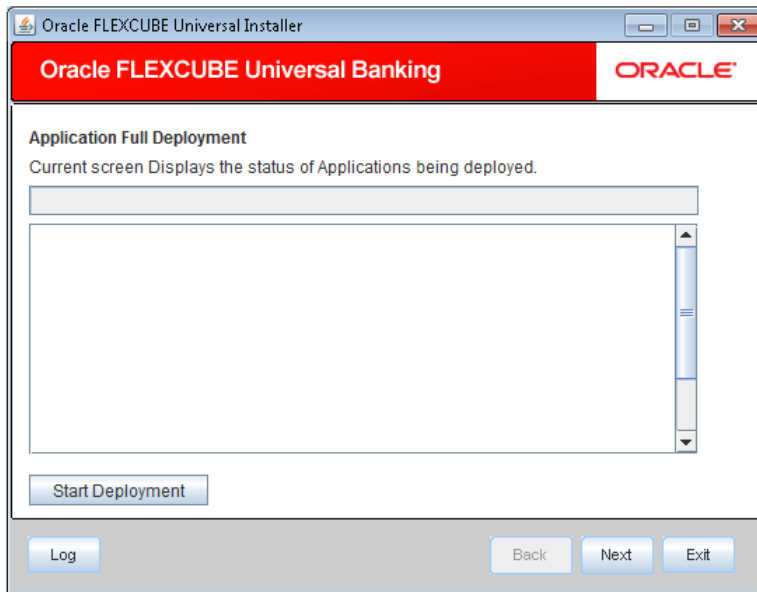 Oracle FLEXCUBE Universal Installer
Oracle FLEXCUBE Universal Banking
ORACLE
Application Full Deployment
Current screen Displays the status of Applications being deployed.
Start Deployment
Log
Back
Next
Exit